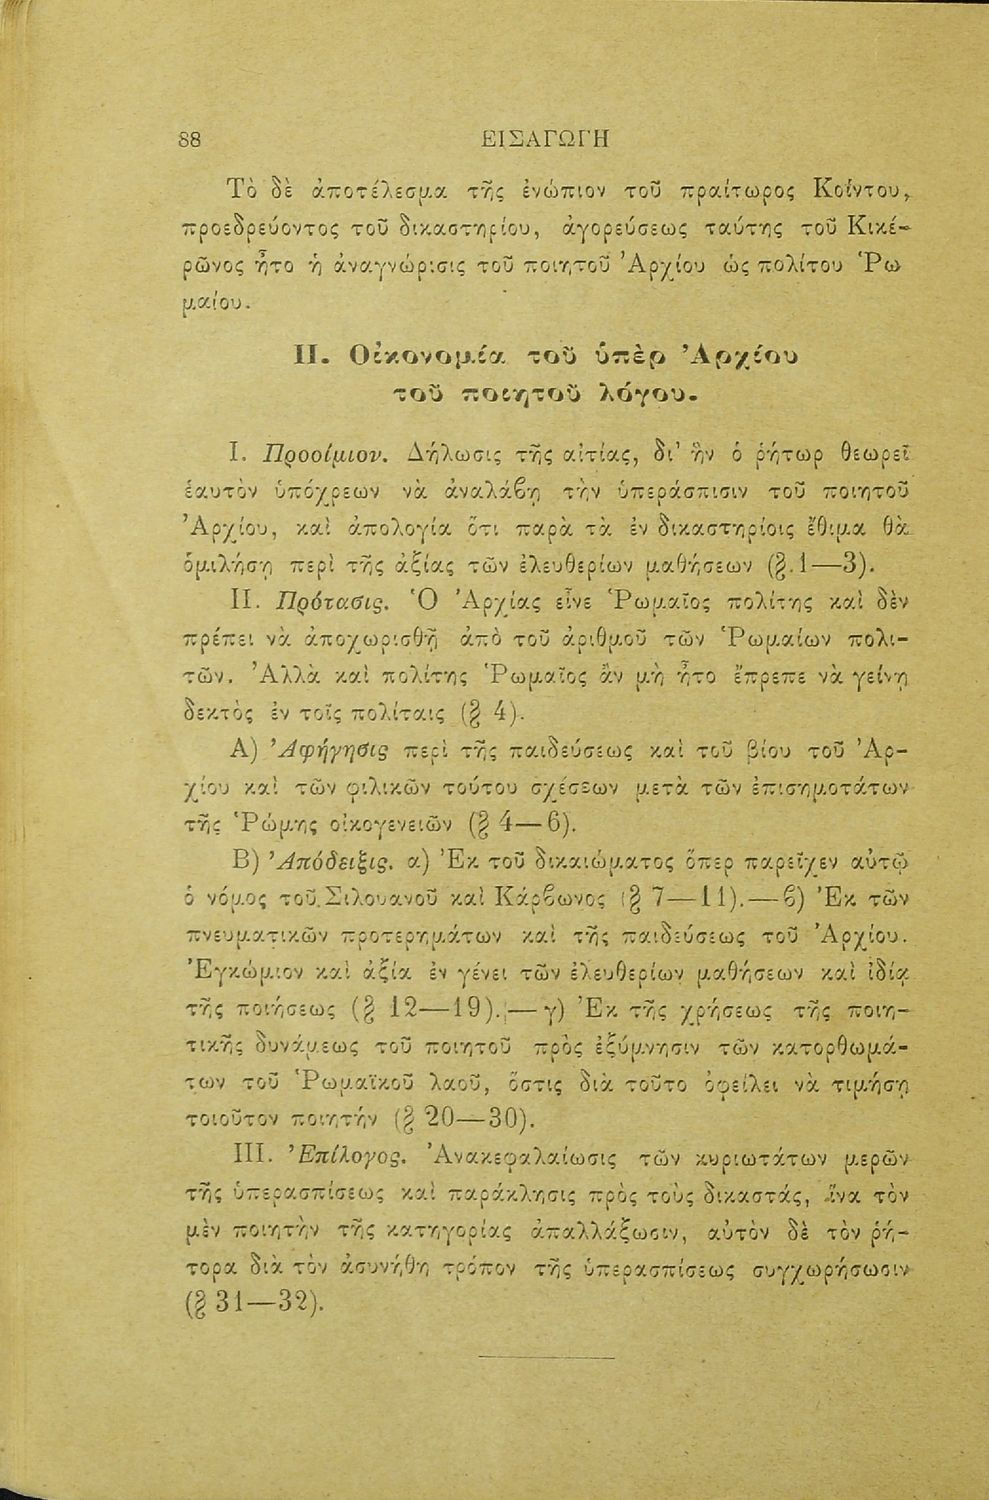 88 ΕΙΣΑΓΩΓΗ
Τὸ δὲ ἀποτέλεσμα τῆς ἐνώπιον τοῦ πραίτωρος Κοΐντου,
προεδρεύοντος τοῦ δικαστηρίου, ἀγορεύσεως ταύτης τοῦ Κικέ-
ρωνος ἦτο ἡ ἀναγνώρισις τοῦ ποιητοῦ Ἀρχίου ὡς πολίτου Ῥω
μαίου.
II. Οἰκονομία τοῦ ὑπὲρ Ἀρχίου
τοῦ ποιητοῦ λόγου.
I. Προοίμιον. Δήλωσις τῆς αἰτίας, δι' ἣν ὁ ῥήτωρ θεωρεῖ
ἑαυτὸν ὑπόχρεων νὰ ἀναλάβῃ τὴν ὑπεράσπισιν τοῦ ποιητοῦ
Ἀρχίου, καὶ ἀπολογία ὅτι παρὰ τὰ ἐν δικαστηρίοις ἔθιμα θὰ
ὁμιλήσῃ περὶ τῆς ἀξίας τῶν ἐλευθερίων μαθήσεων (§.1—3).
II. Πρότασις. Ὁ Ἀρχίας εἶνε Ῥωμαῖος πολίτης καὶ δὲν
πρέπει νὰ ἀποχωρισθῇ ἀπὸ τοῦ ἀριθμοῦ τῶν Ῥωμαίων πολι-
τῶν. Ἀλλὰ καὶ πολίτης Ῥωμαῖος ἂν μὴ ἦτο ἔπρεπε νὰ γείνῃ
δεκτὸς ἐν τοῖς πολίταις (§ 4).
Α) Ἀφήγησις περὶ τῆς παιδεύσεως καὶ τοῦ βίου τοῦ Ἀρ-
χίου καὶ τῶν φιλικῶν τούτου σχέσεων μετὰ τῶν ἐπισημοτάτων
τῆς Ῥώμης οἰκογενειῶν (§ 4—6).
Β) Ἀπόδειξις. α) Ἐκ τοῦ δικαιώματος ὅπερ παρεῖχεν αὐτῷ
ὁ νόμος τοῦ Σιλουανοῦ καὶ Κάρβωνος (§ 7—11).—β) Ἐκ τῶν
πνευματικῶν προτερημάτων καὶ τῆς παιδεύσεως τοῦ Ἀρχίου.
Ἐγκώμιον καὶ ἀξία ἐν γένει τῶν ἐλευθερίων μαθήσεων καὶ ἰδίᾳ
τῆς ποιήσεως (§ 12—19).—γ) Ἐκ τῆς χρήσεως τῆς ποιη-
τικῆς δυνάμεως τοῦ ποιητοῦ πρὸς ἐξύμνησιν τῶν κατορθωμά-
των τοῦ Ῥωμαϊκοῦ λαοῦ, ὅστις διὰ τοῦτο ὀφείλει νὰ τιμήσῃ
τοιοῦτον ποιητήν (§ 20—30).
III. Ἐπίλογος. Ἀνακεφαλαίωσις τῶν κυριωτάτων μερῶν
τῆς ὑπερασπίσεως καὶ παράκλησις πρὸς τοὺς δικαστάς, ἵνα τὸν
μὲν ποιητὴν τῆς κατηγορίας ἀπαλλάξωσιν, αὐτὸν δὲ τὸν ῥή-
τορα διὰ τὸν ἀσυνήθη τρόπον τῆς ὑπερασπίσεως συγχωρήσωσιν
(§ 31—32).